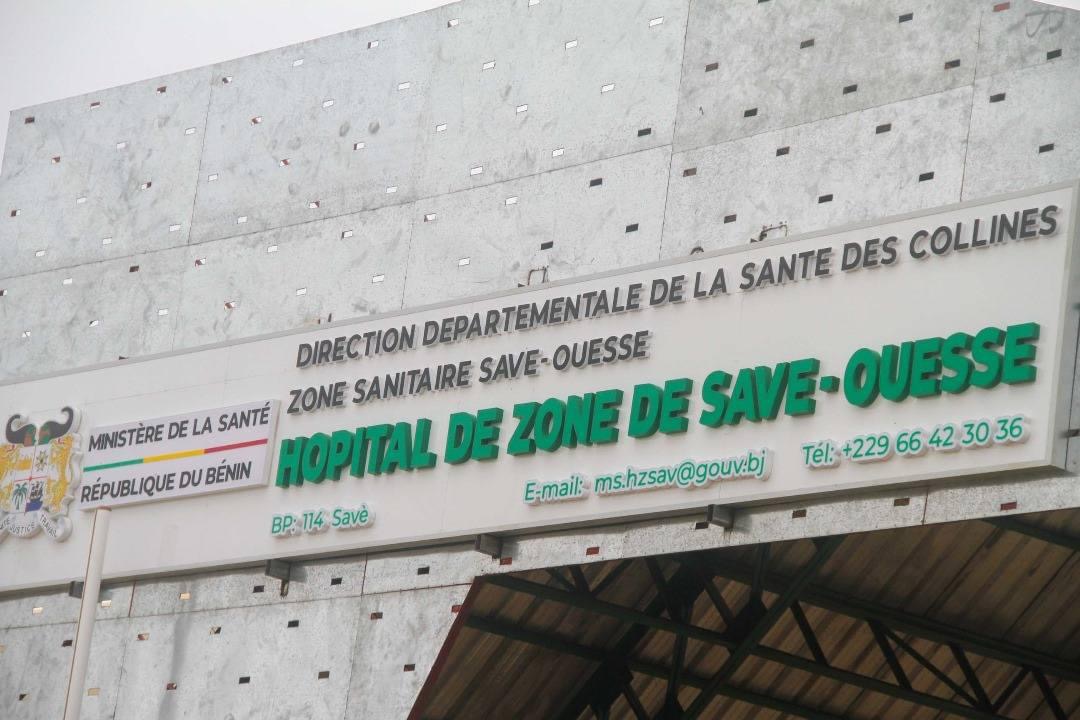 DIRECTION DEPARTEMENTALE DE LA SANTE DES COLLINES
ZONE SANITAIRE SAVE-OUESSE
HOPITAL DE ZONE DE SAVE-OUESSE
MINISTÈRE DE LA SANTÉ
RÉPUBLIQUE DU BÉNIN
JUSTICE TRAVAIL
BP: 114 Savè
E-mail: ms.hzsav@gouv.bj
Tél: +229 66 42 30 36